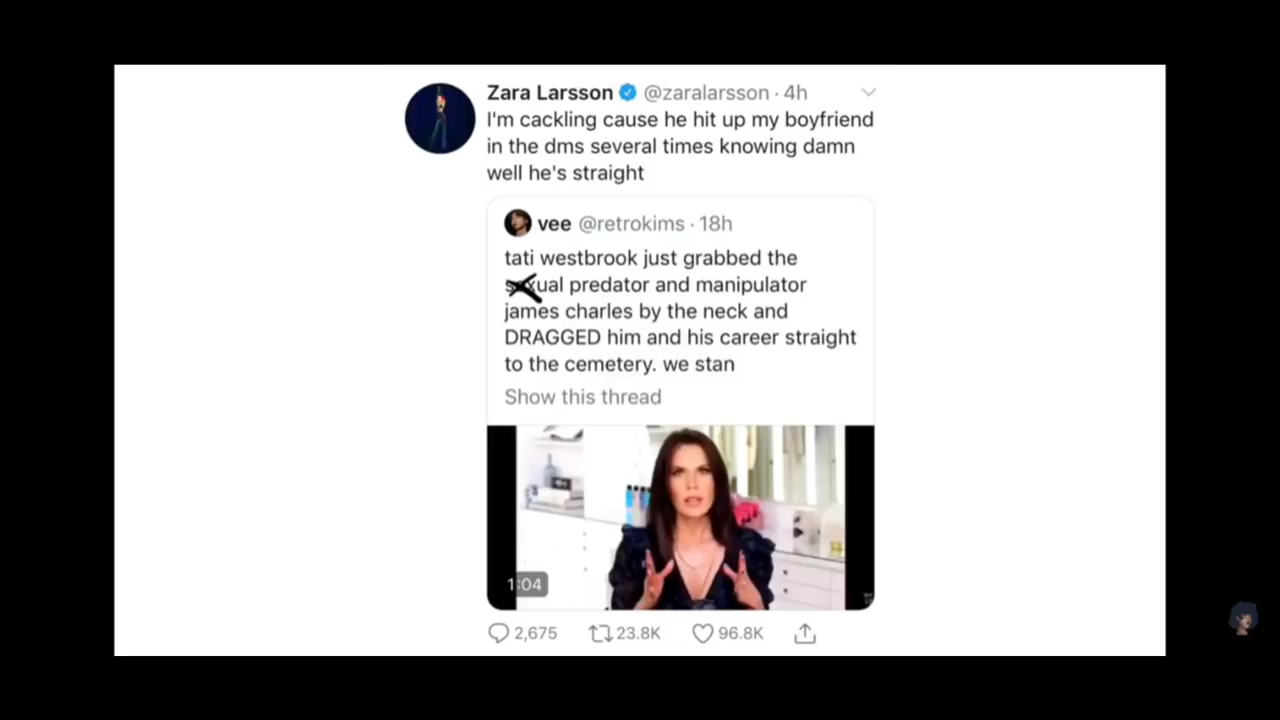 Zara Larsson @zaralarsson · 4h
I'm cackling cause he hit up my boyfriend
in the dms several times knowing damn
well he's straight
vee @retrokims · 18h
tati westbrook just grabbed the
predator and manipulator
james charles by the neck and
DRAGGED him and his career straight
to the cemetery. we stan
Show this thread
1:04
2,675 23.8K 96.8K